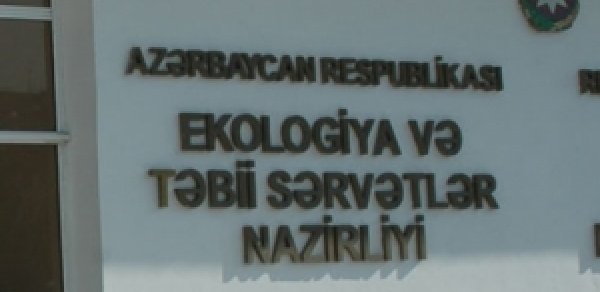 AZƏRBAYCAN RESPUBLİKASI
EKOLOGİYA VƏ
TƏBİİ SƏRVƏTLƏR
NAZİRLİYİ